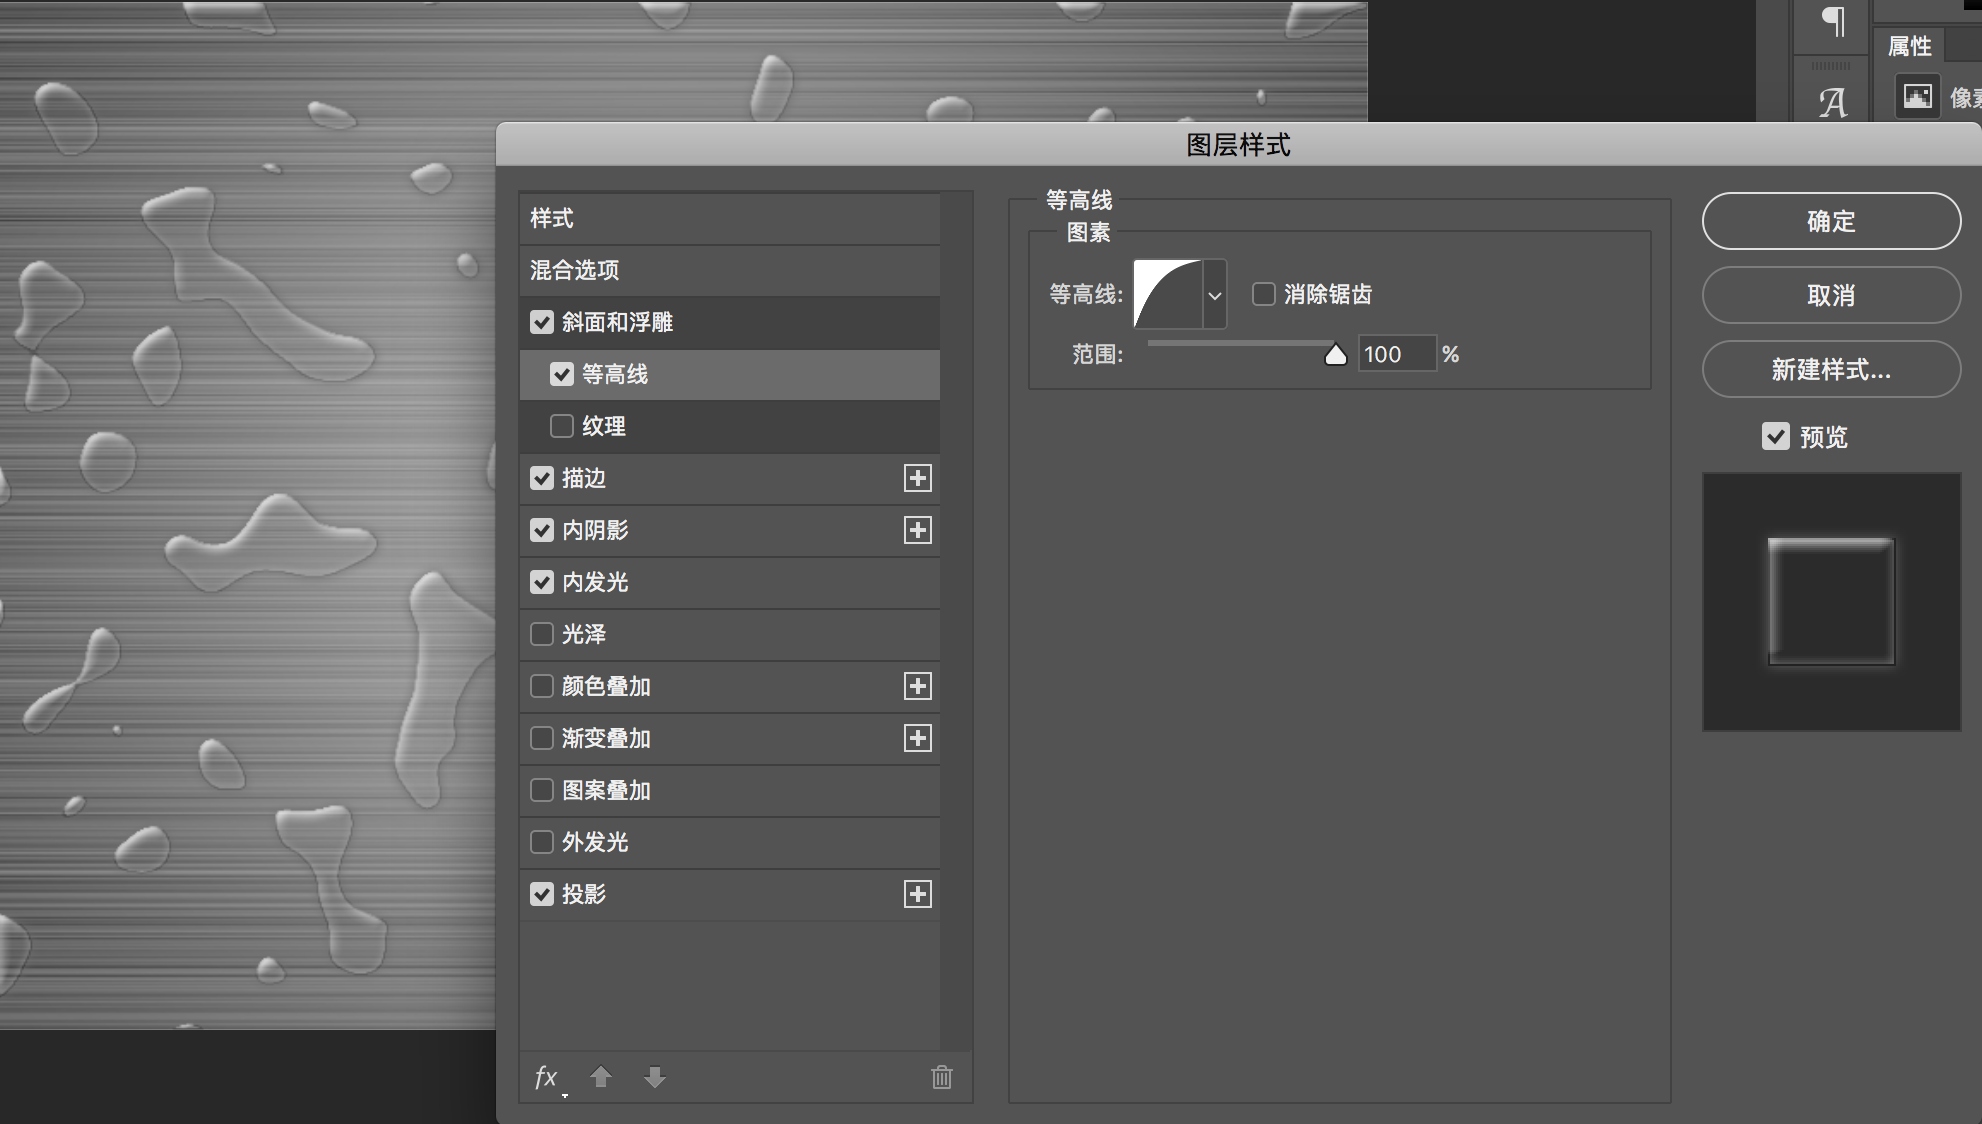 属性
A
图层样式
样式
混合选项
斜面和浮雕
等高线
纹理
描边
内阴影
内发光
光泽
颜色叠加
渐变叠加
图案叠加
外发光
投影
fx
等高线
图素
等高线:
消除锯齿
范围: 100 %
确定
取消
新建样式...
预览